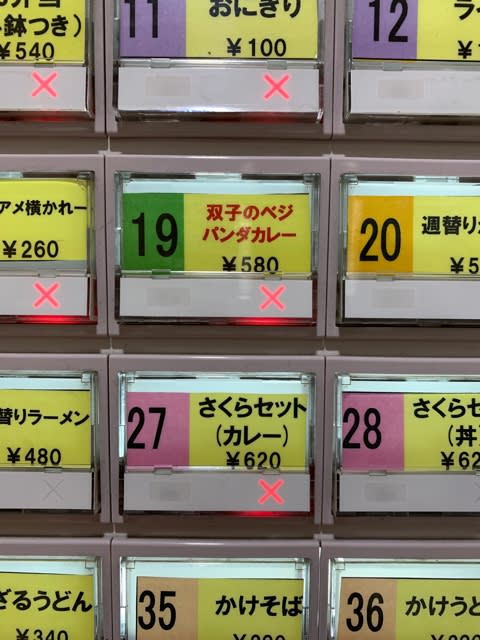 鉢つき)
¥540
11
おにぎり
¥100
12
ラ
アメ横かれー
¥260
19
双子のベジ
パンダカレー
¥580
20
週替り
替りラーメン
¥480
27
さくらセット
(カレー)
¥620
28
さくらセ
(丼)
¥62
ざるうどん
¥340
35
かけそば
36
かけう